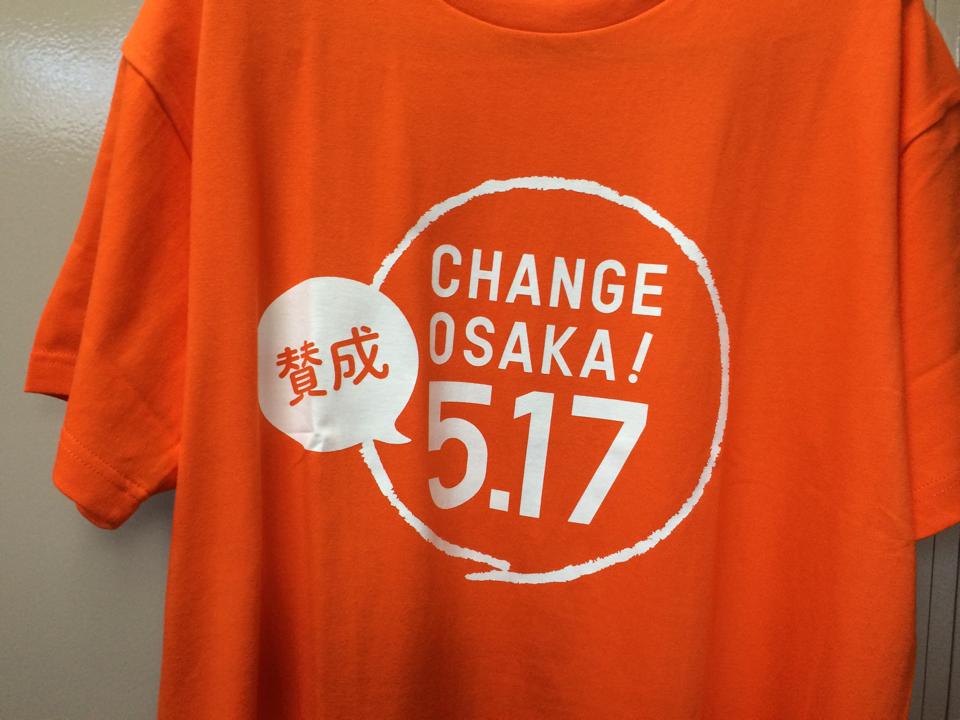 賛成
CHANGE
OSAKA!
5.17